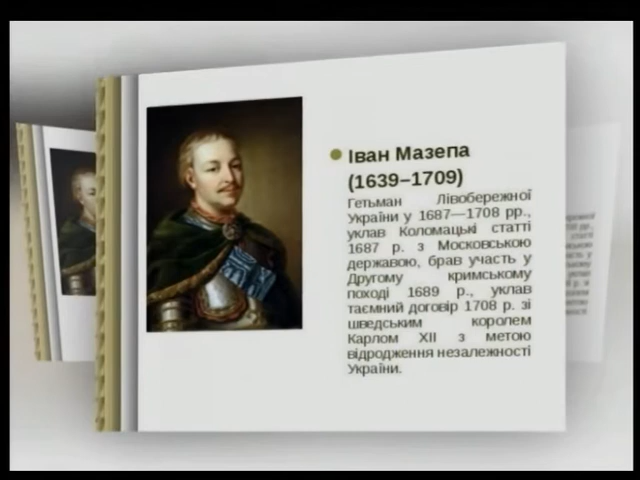 Іван Мазепа
(1639–1709)
Гетьман Лівобережної
України у 1687—1708 рр.,
уклав Коломацькі статті
1687 р. з Московською
державою, брав участь у
Другому кримському
поході 1689 р., уклав
таємний договір 1708 р. зі
шведським королем
Карлом XII з метою
відродження незалежності
України.